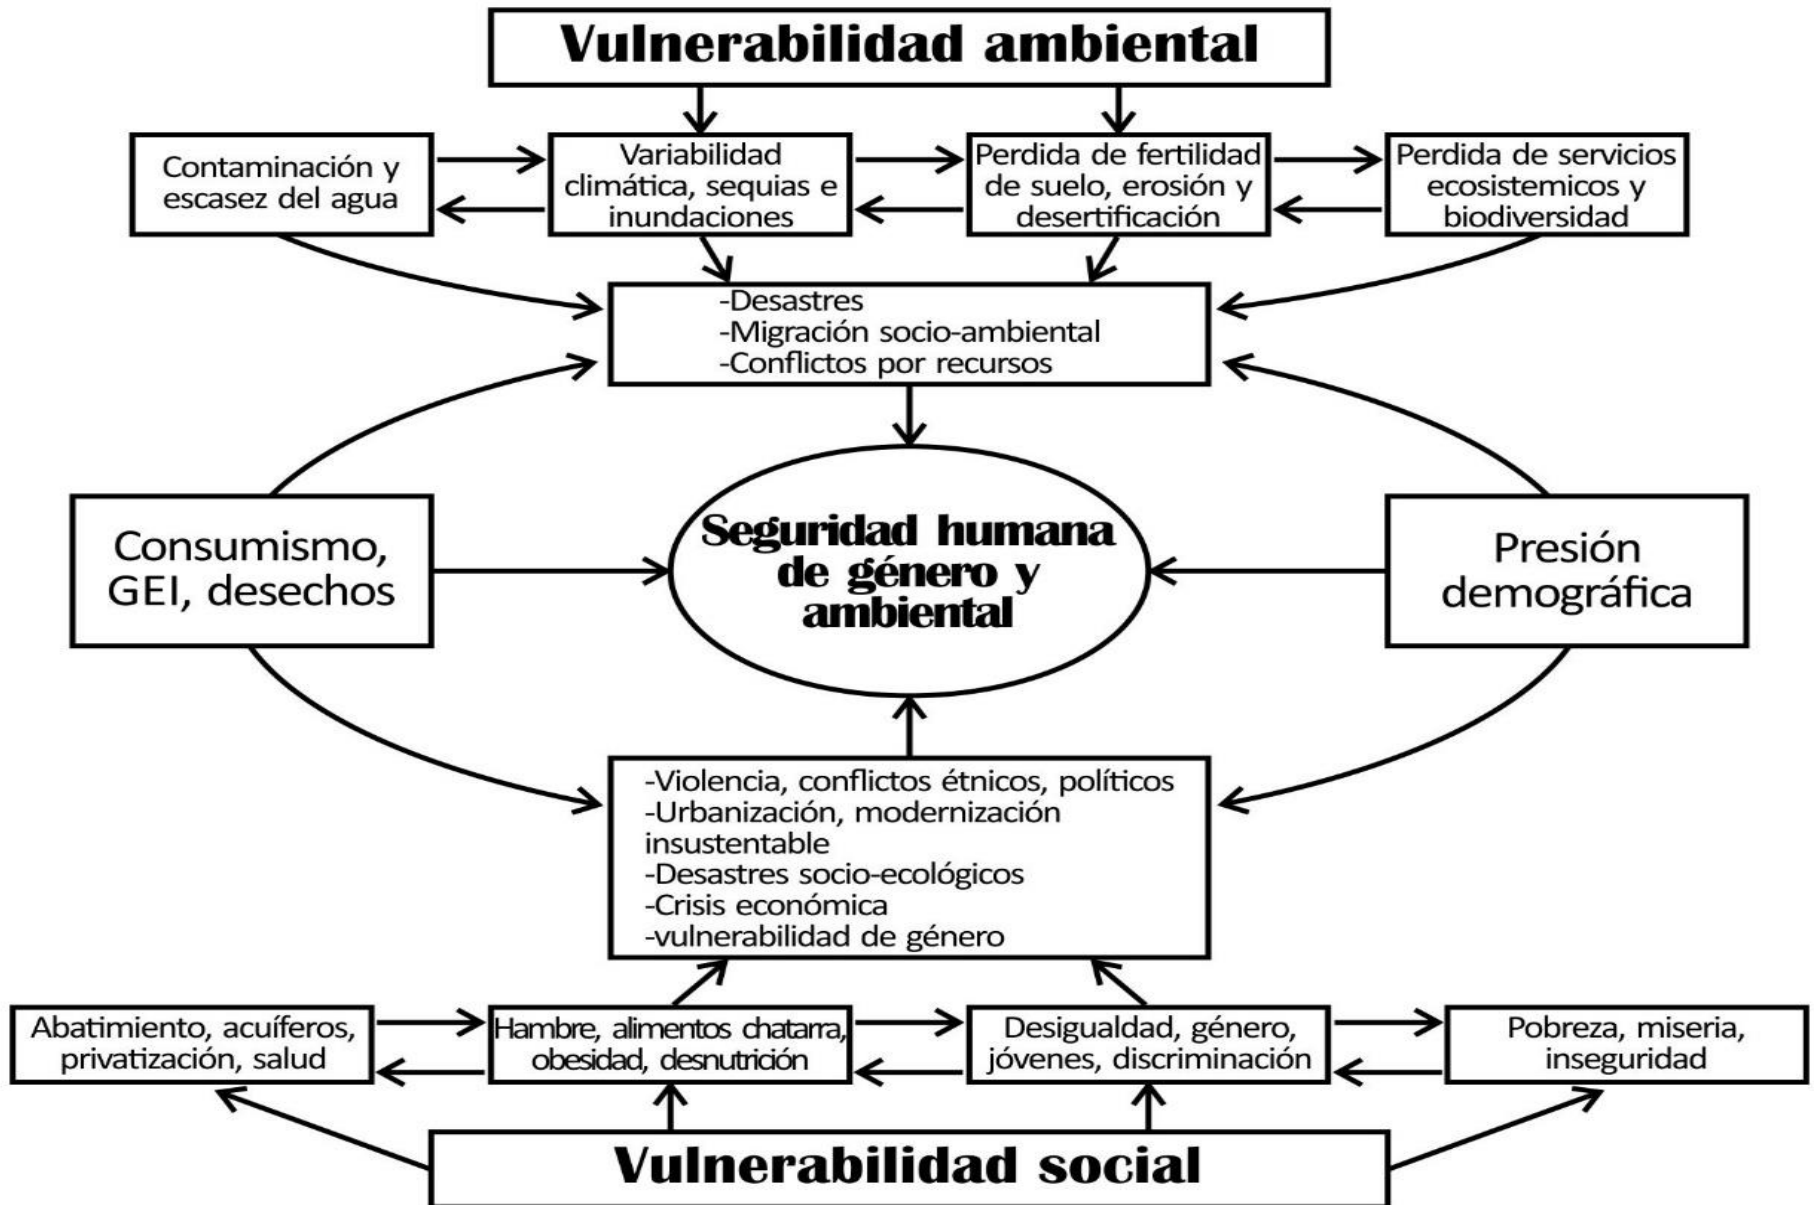 Vulnerabilidad ambiental
Contaminación y
escasez del agua
Variabilidad
climática, sequias e
inundaciones
Perdida de fertilidad
de suelo, erosión y
desertificación
Perdida de servicios
ecosistemicos y
biodiversidad
-Desastres
-Migración socio-ambiental
-Conflictos por recursos
Consumismo,
GEI, desechos
Seguridad humana
de género y
ambiental
Presión
demográfica
-Violencia, conflictos étnicos, políticos
-Urbanización, modernización
insustentable
-Desastres socio-ecológicos
-Crisis económica
-vulnerabilidad de género
Abatimiento, acuíferos,
privatización, salud
Hambre, alimentos chatarra,
obesidad, desnutrición
Desigualdad, género,
jóvenes, discriminación
Pobreza, miseria,
inseguridad
Vulnerabilidad social